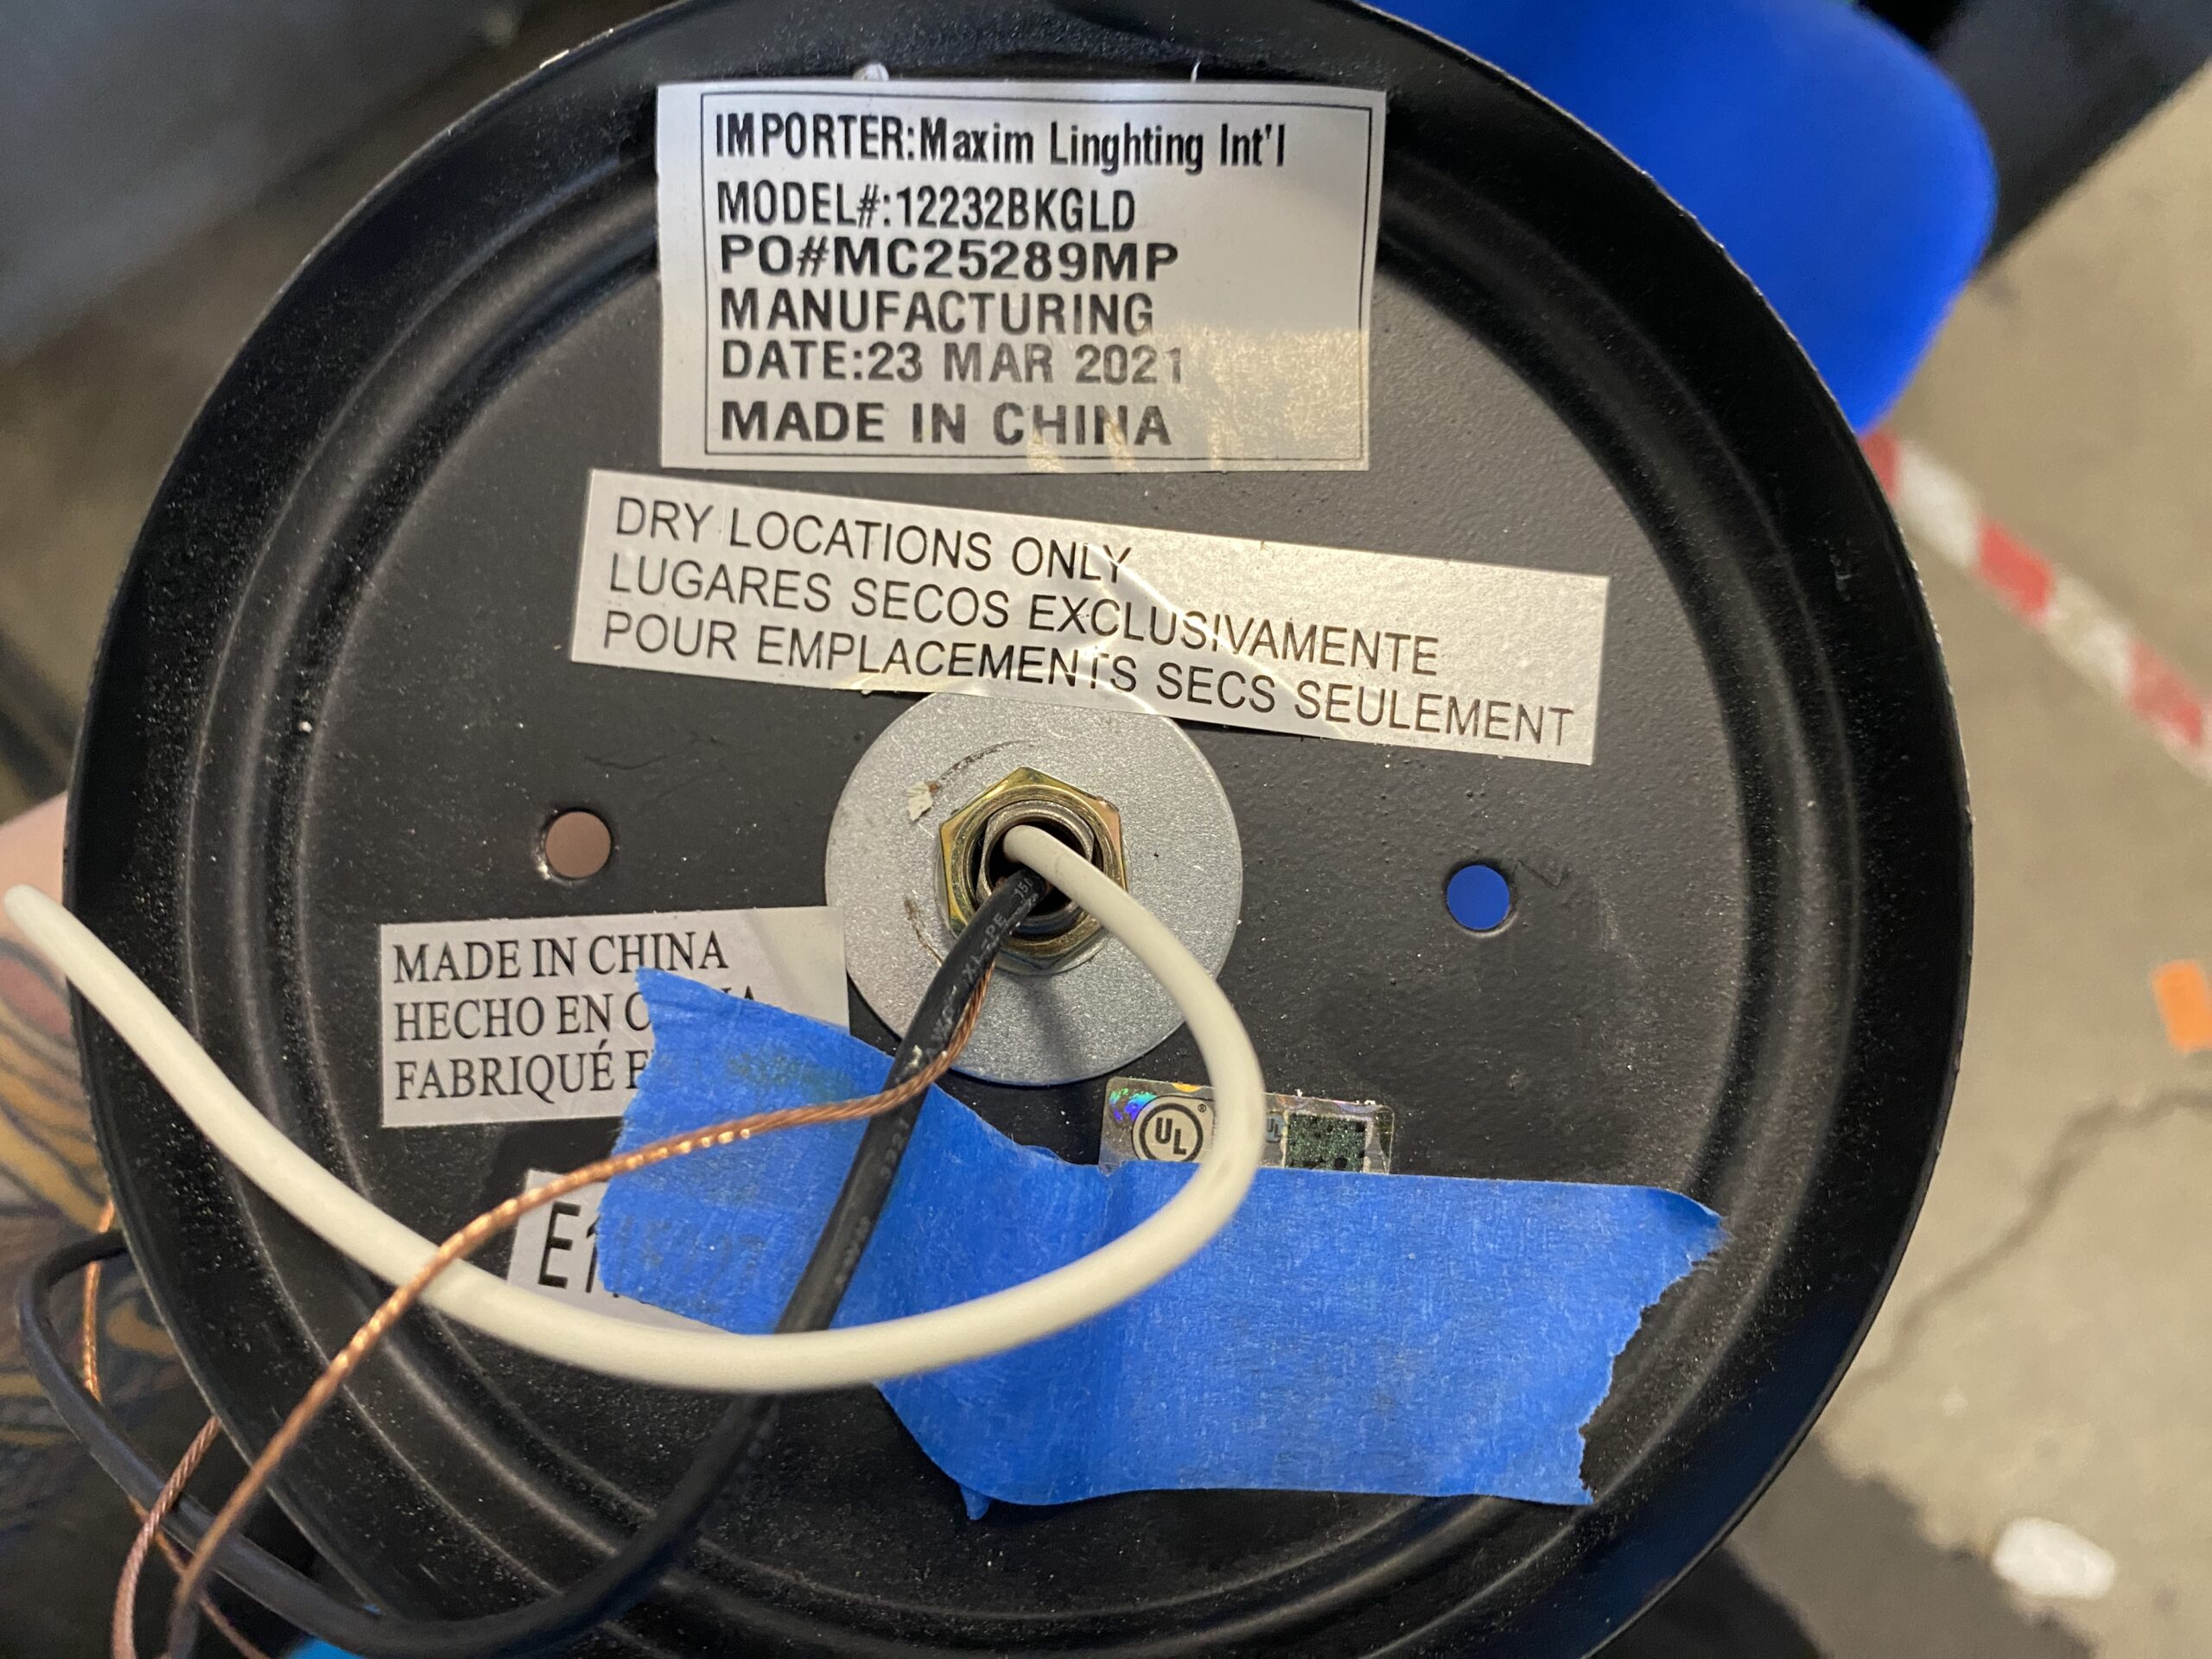 IMPORTER:Maxim Linghting Int'l
MODEL#:12232BKGLD
PO#MC25289MP
MANUFACTURING
DATE:23 MAR 2021
MADE IN CHINA
DRY LOCATIONS ONLY
LUGARES SECOS EXCLUSIVAMENTE
POUR EMPLACEMENTS SECS SEULEMENT
MADE IN CHINA
HECHO EN
FABRIQUÉ
UL